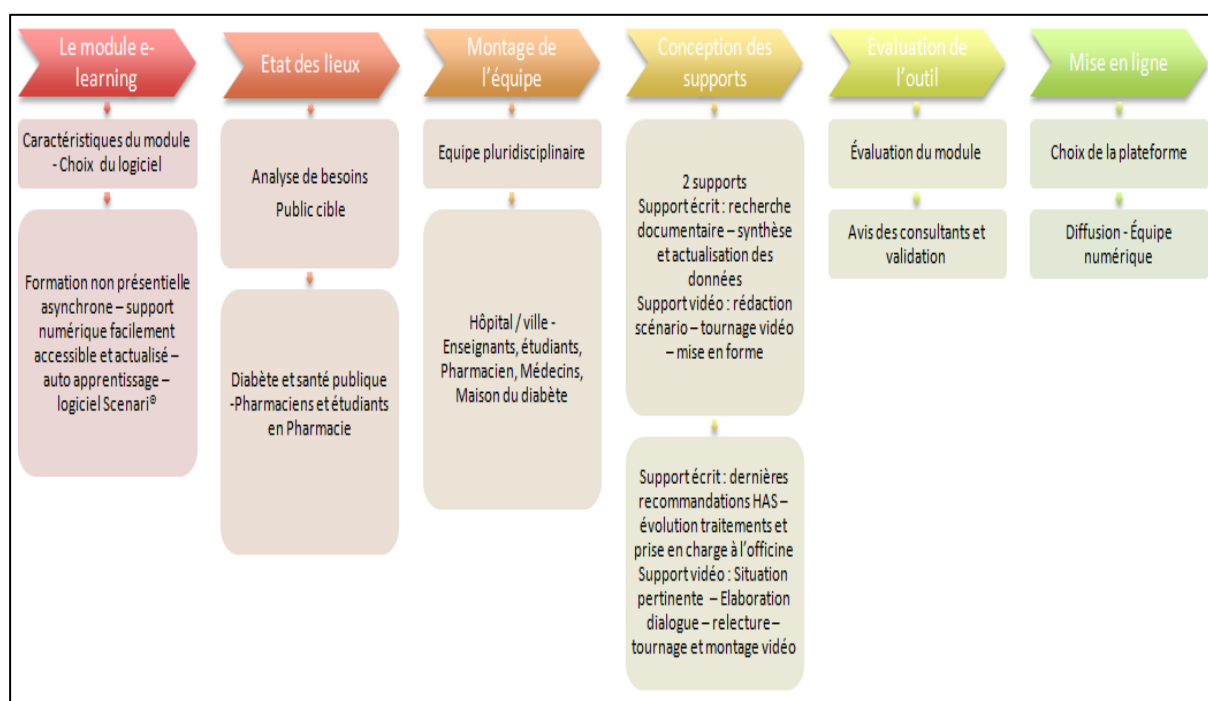 Le module e-
learning
Caractéristiques du module
- Choix du logiciel
Formation non présentielle
asynchrone – support
numérique facilement
accessible et actualisé –
auto apprentissage –
logiciel Scenari®
Etat des lieux
Analyse de besoins
Public cible
Diabète et santé publique
-Pharmaciens et étudiants
en Pharmacie
Montage de
l’équipe
Equipe pluridisciplinaire
Hôpital / ville -
Enseignants, étudiants,
Pharmacien, Médecins,
Maison du diabète
Conception des
supports
2 supports
Support écrit : recherche
documentaire – synthèse
et actualisation des
données
Support vidéo : rédaction
scénario – tournage vidéo
– mise en forme
Support écrit : dernières
recommandations HAS –
évolution traitements et
prise en charge à l’officine
Support vidéo : Situation
pertinente – Elaboration
dialogue – relecture –
tournage et montage vidéo
Evaluation de
l’outil
Évaluation du module
Avis des consultants et
validation
Mise en ligne
Choix de la plateforme
Diffusion - Équipe
numérique